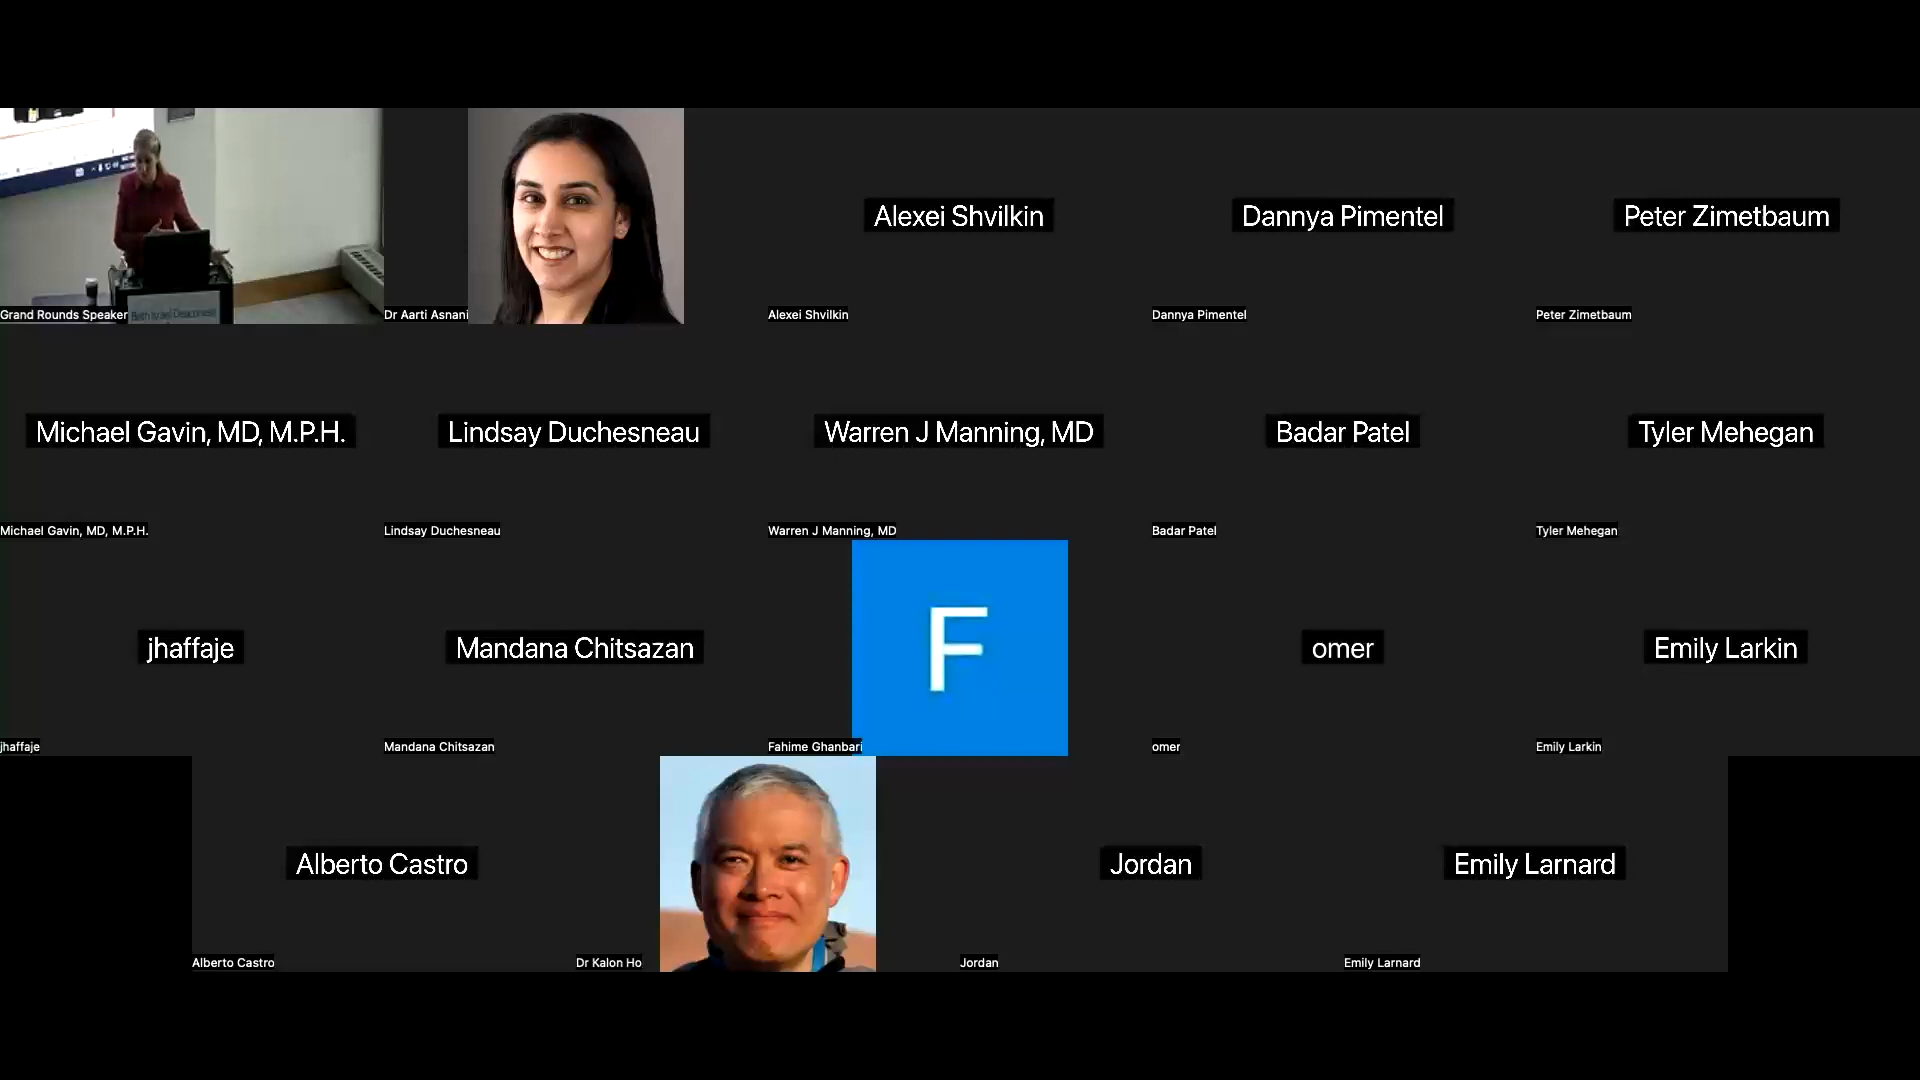 Alexei Shvilkin
Dannya Pimentel
Peter Zimetbaum
Grand Rounds Speaker
Beth Israel Deaconess
Dr Aarti Asnani
Alexei Shvilkin
Dannya Pimentel
Peter Zimetbaum
Michael Gavin, MD, M.P.H.
Lindsay Duchesneau
Warren J Manning, MD
Badar Patel
Tyler Mehegan
Michael Gavin, MD, M.P.H.
Lindsay Duchesneau
Warren J Manning, MD
Badar Patel
Tyler Mehegan
jhaffaje
Mandana Chitsazan
F
omer
Emily Larkin
jhaffaje
Mandana Chitsazan
Fahime Ghanbari
omer
Emily Larkin
Alberto Castro
Jordan
Emily Larnard
Alberto Castro
Dr Kalon Ho
Jordan
Emily Larnard